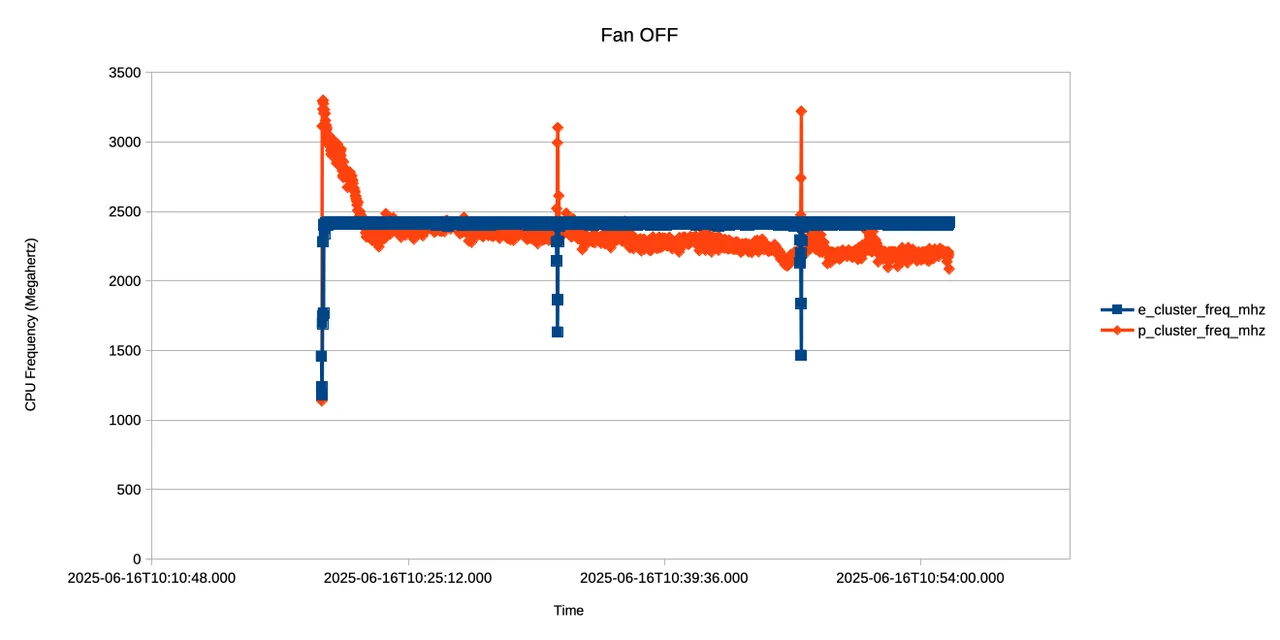 Fan OFF
3500
3000
2500
2000
1500
1000
500
0
CPU Frequency (Megahertz)
2025-06-16T10:10:48.000
2025-06-16T10:25:12.000
2025-06-16T10:39:36.000
2025-06-16T10:54:00.000
Time
e_cluster_freq_mhz
p_cluster_freq_mhz